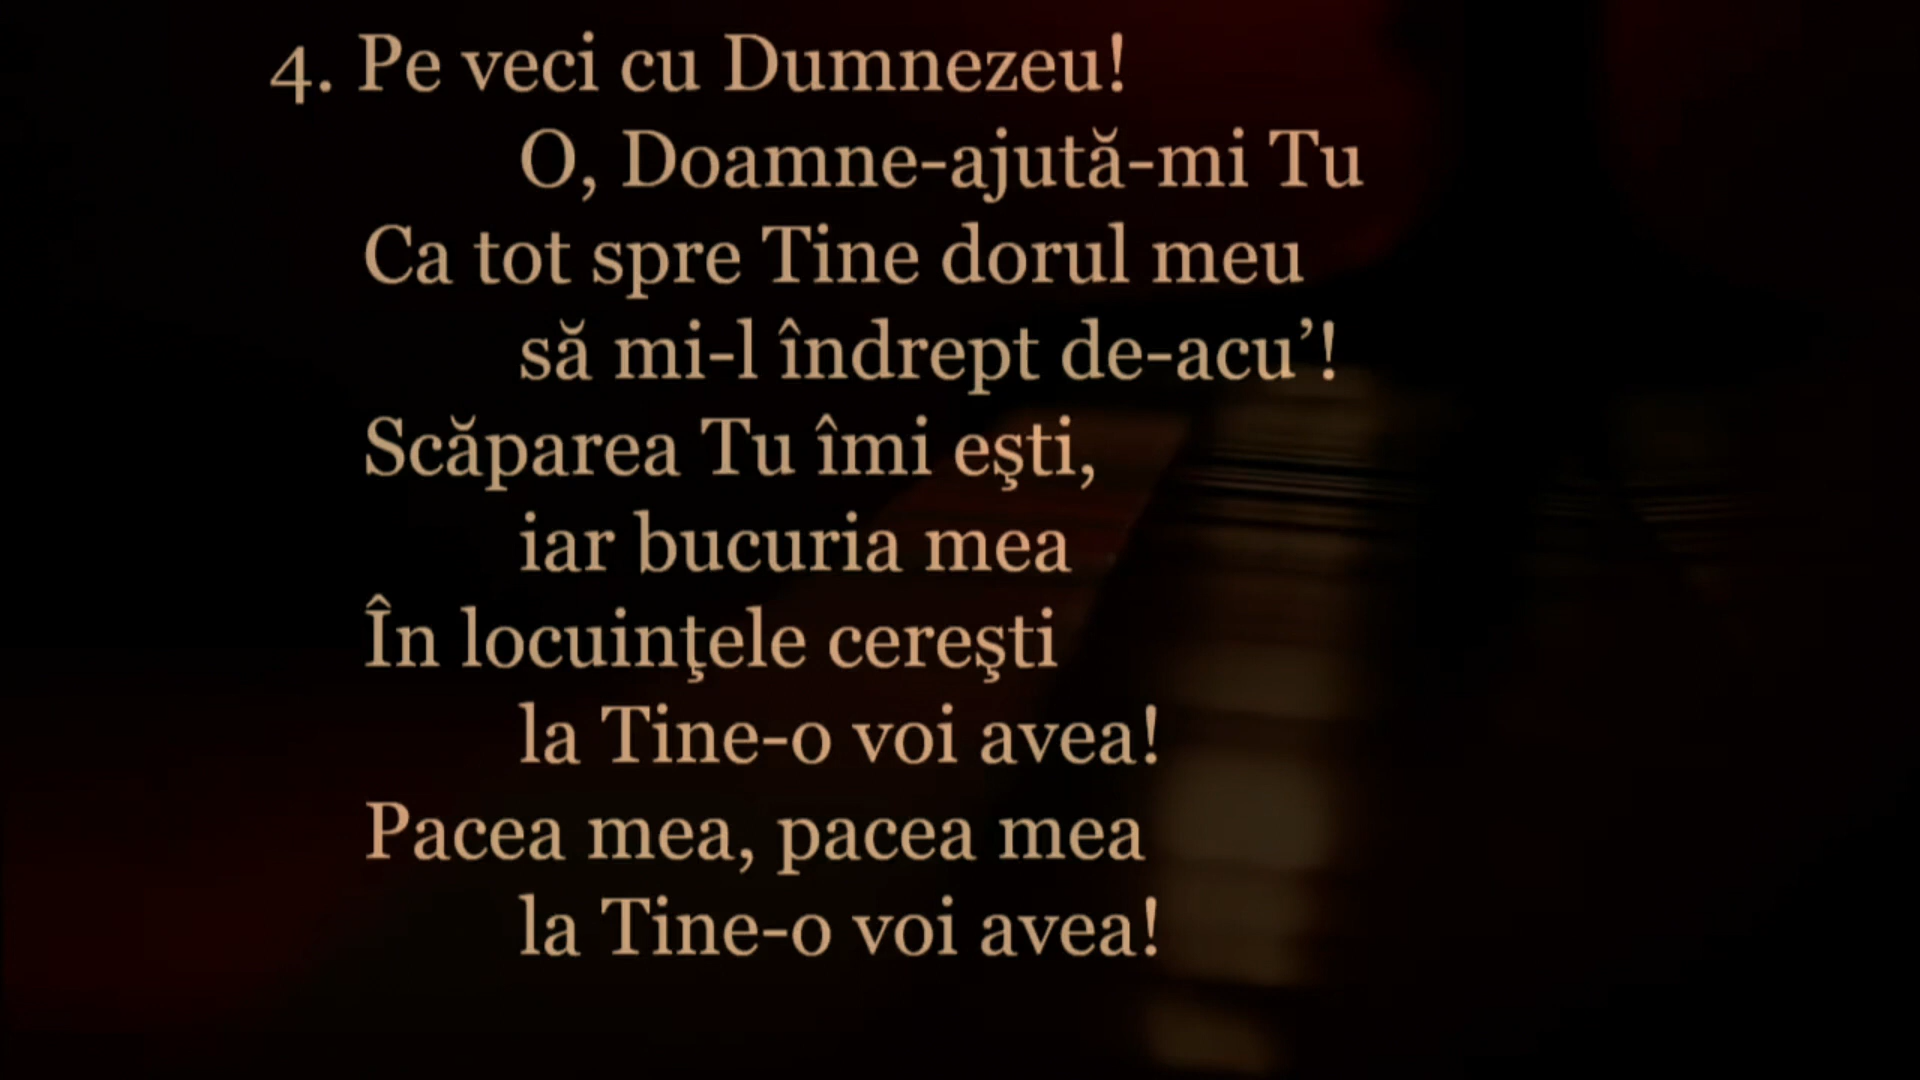 4. Pe veci cu Dumnezeu!
O, Doamne-ajută-mi Tu
Ca tot spre Tine dorul meu
să mi-l îndrept de-acu’!
Scăparea Tu îmi eşti,
iar bucuria mea
În locuinţele cereşti
la Tine-o voi avea!
Pacea mea, pacea mea
la Tine-o voi avea!